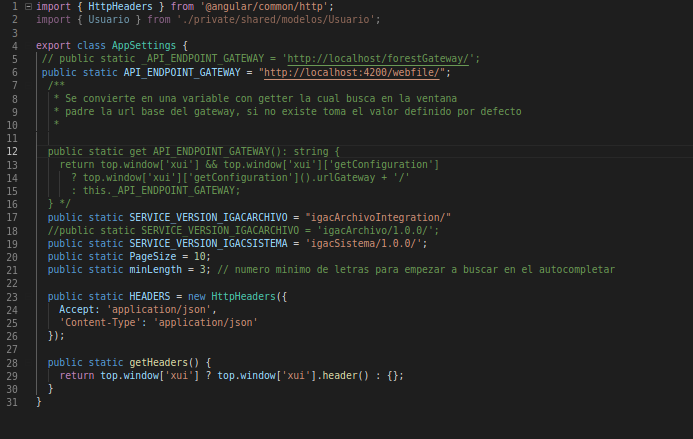 1 import { HttpHeaders } from '@angular/common/http';
2 import { Usuario } from './private/shared/modelos/Usuario';
3
4 export class AppSettings {
5 // public static _API_ENDPOINT_GATEWAY = 'http://localhost/forestGateway/';
6 public static API_ENDPOINT_GATEWAY = "http://localhost:4200/webfile/";
7 /**
8 * Se convierte en una variable con getter la cual busca en la ventana
9 * padre la url base del gateway, si no existe toma el valor definido por defecto
10 *
11
12 public static get API_ENDPOINT_GATEWAY(): string {
13 return top.window['xui'] && top.window['xui']['getConfiguration']
14 ? top.window['xui']['getConfiguration']().urlGateway + '/'
15 : this._API_ENDPOINT_GATEWAY;
16 } */
17 public static SERVICE_VERSION_IGACARCHIVO = "igacArchivoIntegration/"
18 //public static SERVICE_VERSION_IGACARCHIVO = 'igacArchivo/1.0.0/';
19 public static SERVICE_VERSION_IGACSISTEMA = 'igacSistema/1.0.0/';
20 public static PageSize = 10;
21 public static minLength = 3; // numero minimo de letras para empezar a buscar en el autocompletar
22
23 public static HEADERS = new HttpHeaders({
24 Accept: 'application/json',
25 'Content-Type': 'application/json'
26 });
27
28 public static getHeaders() {
29 return top.window['xui'] ? top.window['xui'].header() : {};
30 }
31 }